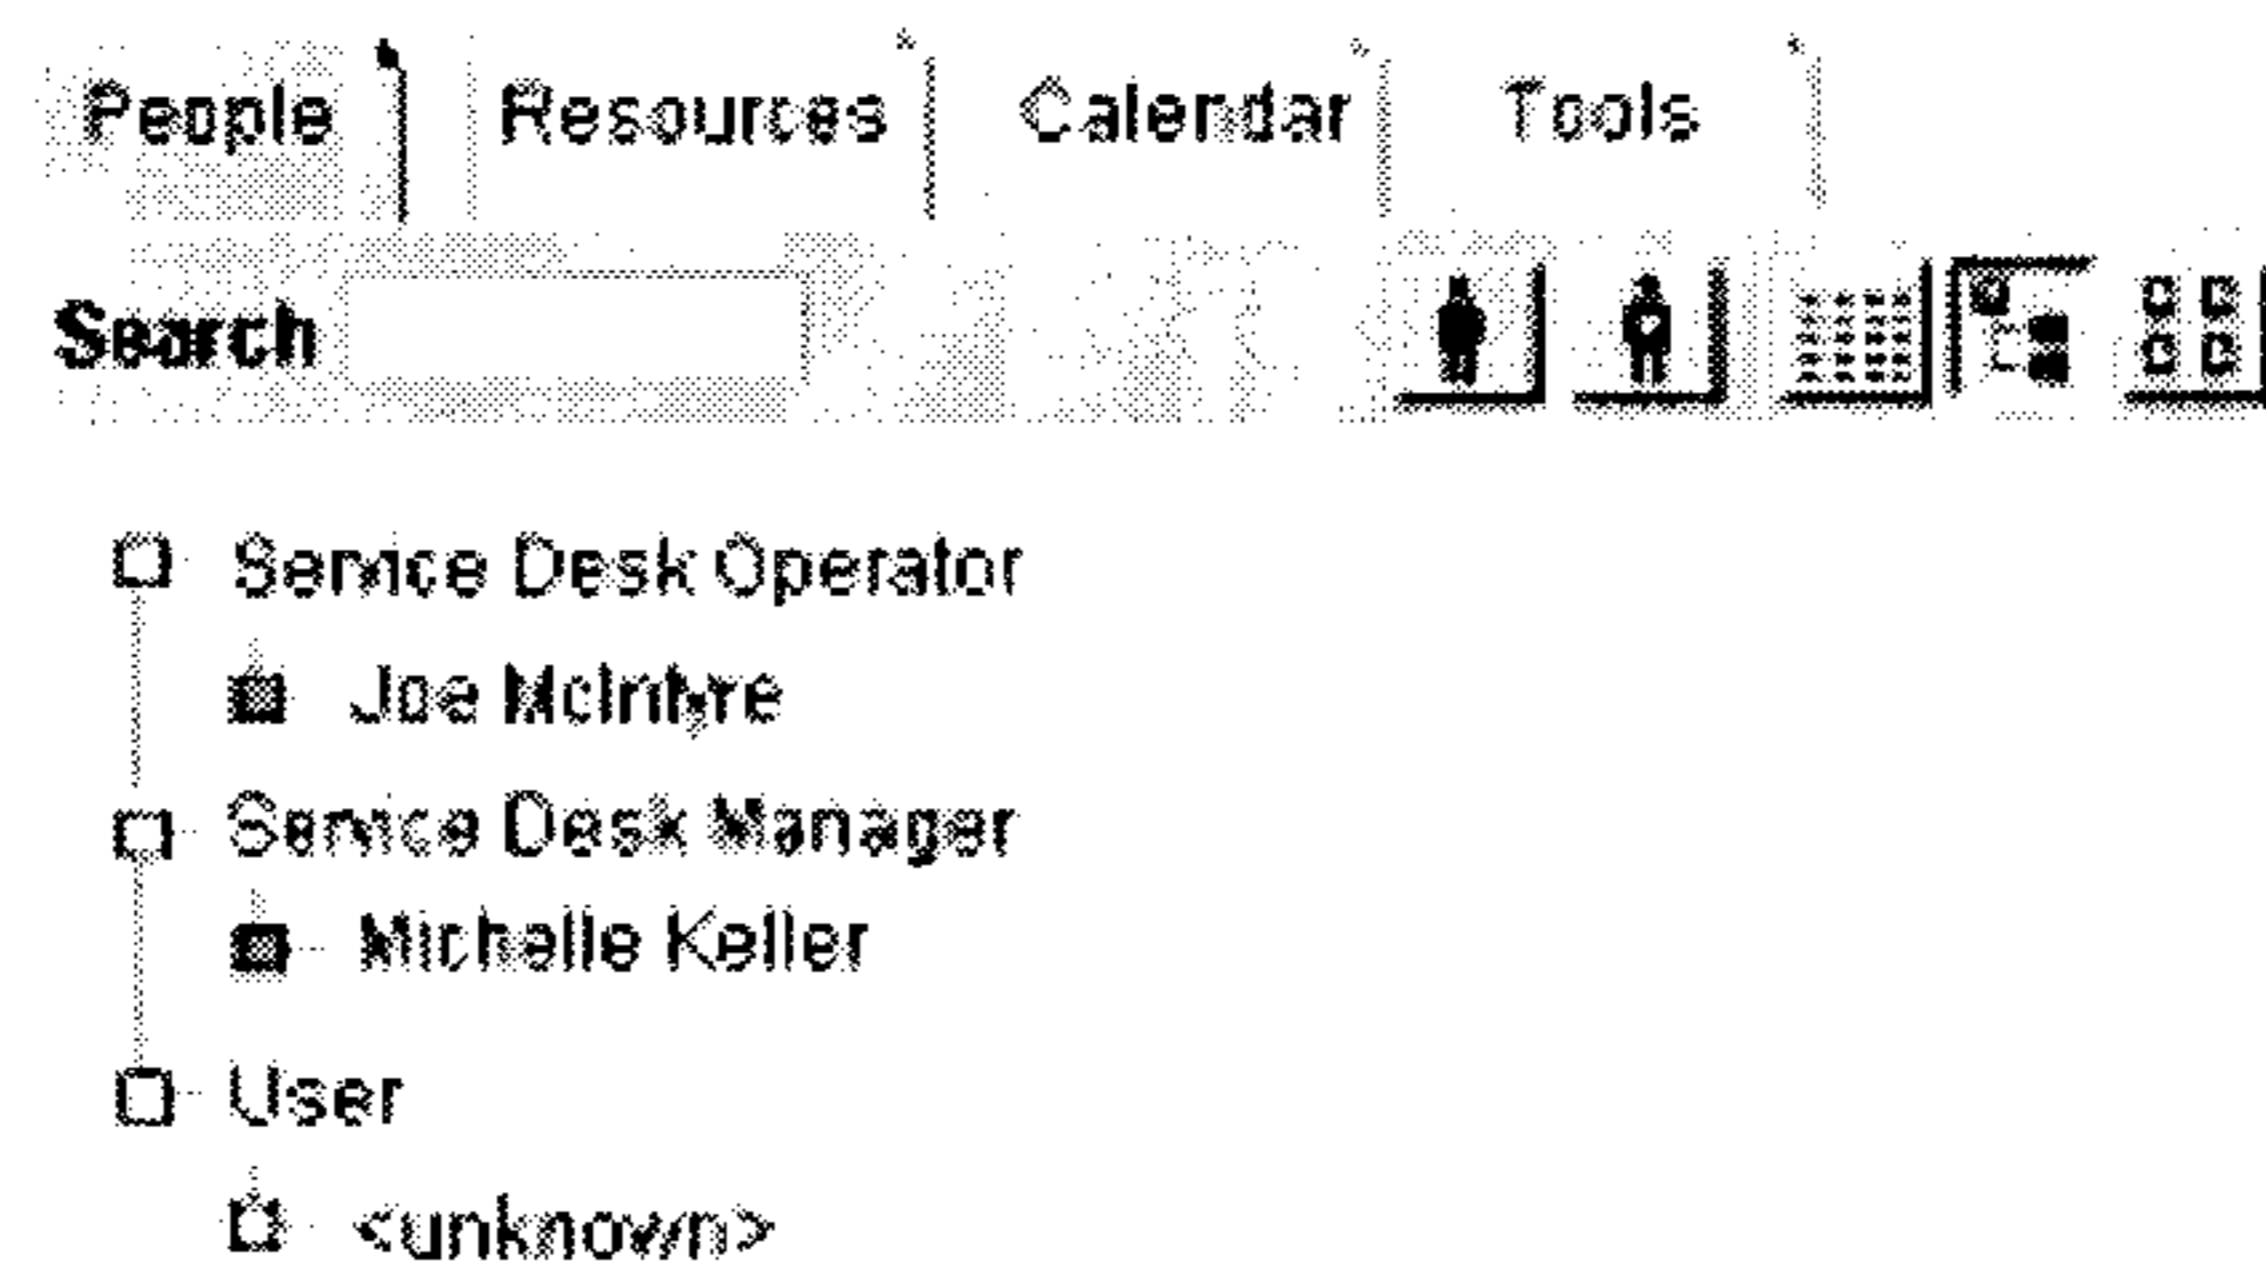 People Resources Calendar Tools
Search
Service Desk Operator
Joe McIntyre
Service Desk Manager
Michelle Keller
User
<unknown>